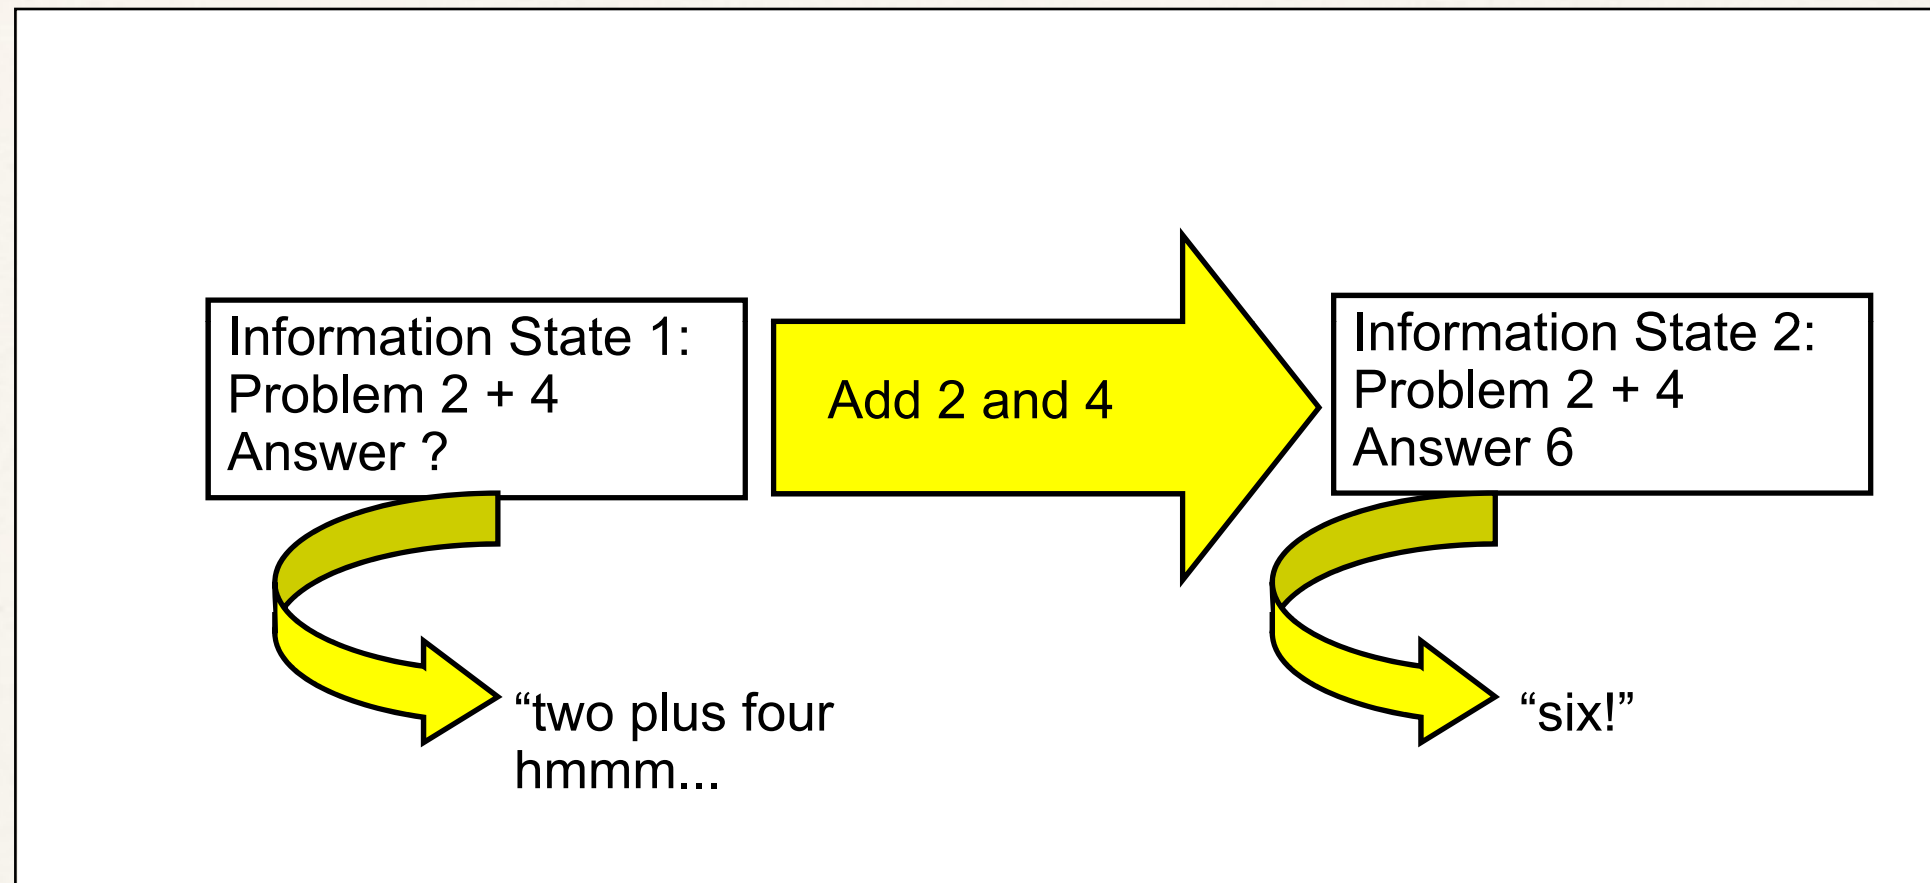 Information State 1:
Problem 2 + 4
Answer ?
Add 2 and 4
Information State 2:
Problem 2 + 4
Answer 6
“two plus four
hmmm...
“six!”